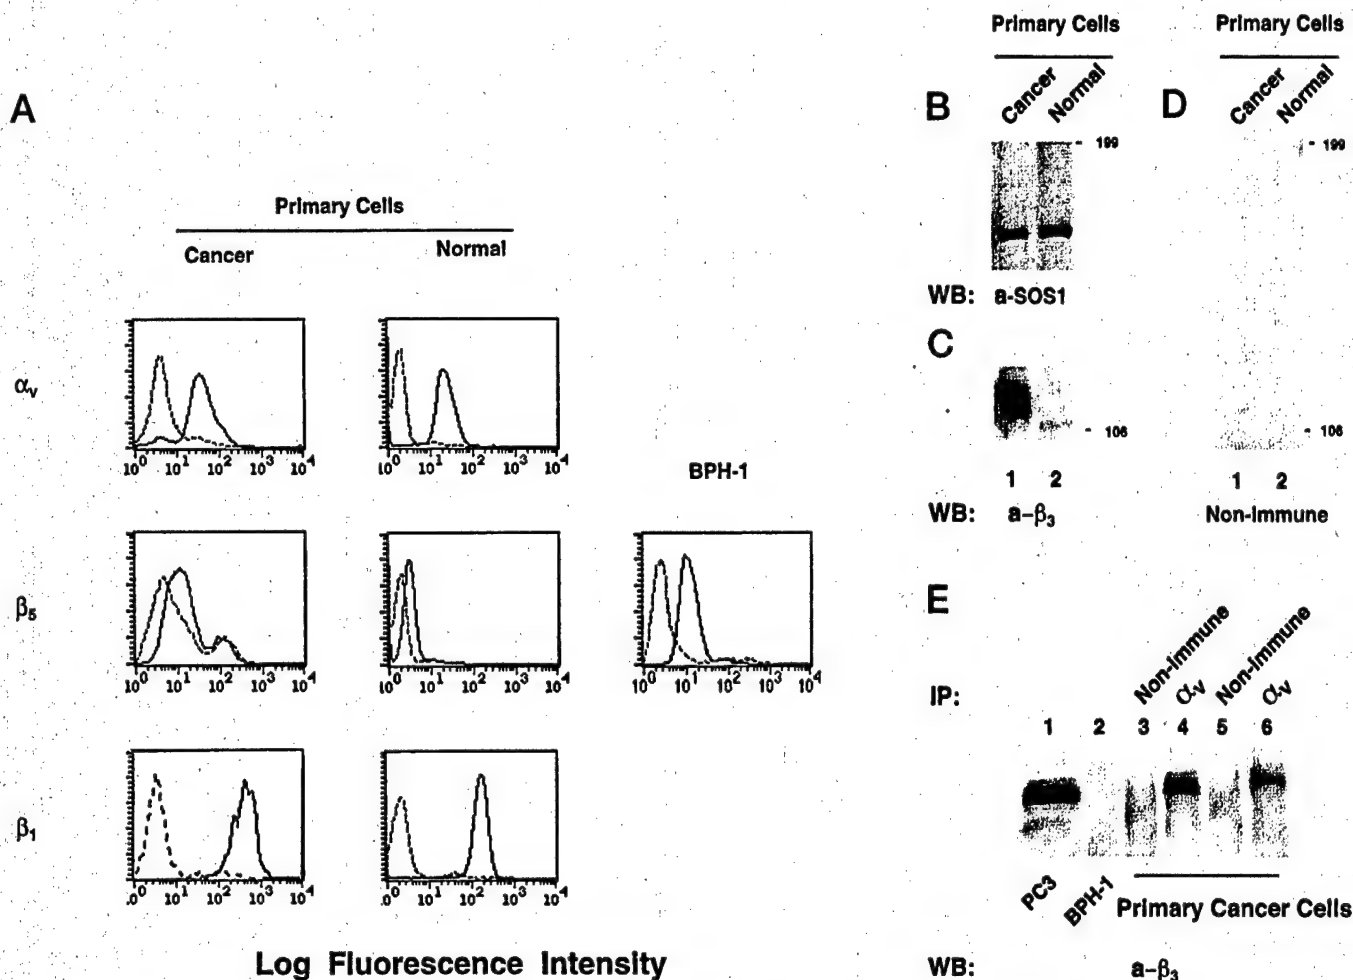 A
Primary Cells
Cancer
Normal
αv
10⁰ 10¹ 10² 10³ 10⁴
10⁰ 10¹ 10² 10³ 10⁴
BPH-1
β5
10⁰ 10¹ 10² 10³ 10⁴
10⁰ 10¹ 10² 10³ 10⁴
10⁰ 10¹ 10² 10³ 10⁴
β1
.0⁰ 10¹ 10² 10³ 10⁴
.0⁰ 10¹ 10² 10³ 10⁴
Log Fluorescence Intensity
Primary Cells
B
Cancer
Normal
- 199
WB: a-SOS1
C
- 106
1 2
WB: a-β3
Primary Cells
D
Cancer
Normal
- 199
- 106
1 2
Non-immune
E
IP:
Non-immune
αv
Non-immune
αv
1 2 3 4 5 6
PC3
BPH-1
Primary Cancer Cells
WB: a-β3